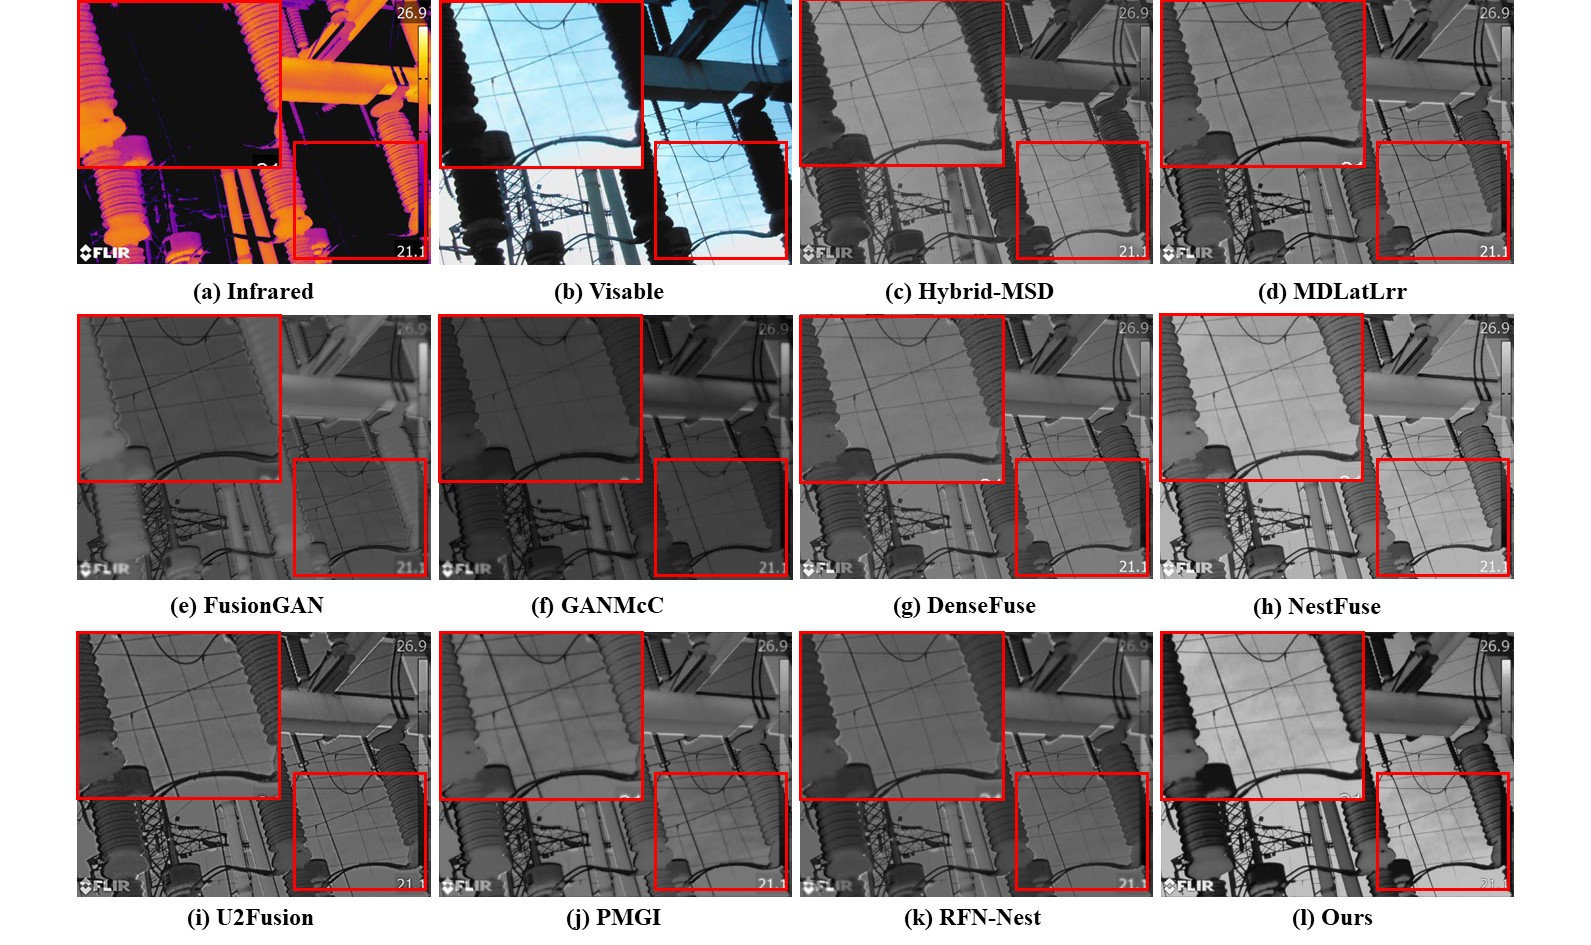 26.9
21.1
FLIR
(a) Infrared
(b) Visable
26.9
21.1
FLIR
(c) Hybrid-MSD
26.9
21.1
FLIR
(d) MDLatLrr
26.9
21.1
FLIR
(e) FusionGAN
26.9
21.1
FLIR
(f) GANMcC
26.9
21.1
FLIR
(g) DenseFuse
26.9
21.1
FLIR
(h) NestFuse
26.9
21.1
FLIR
(i) U2Fusion
26.9
21.1
FLIR
(j) PMGI
26.9
21.1
FLIR
(k) RFN-Nest
26.9
21.1
FLIR
(l) Ours